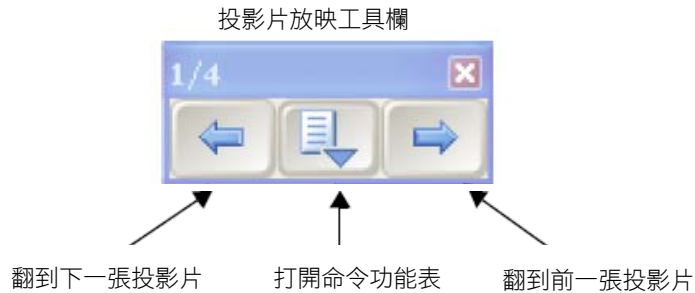 投影片放映工具欄
1/4
翻到下一張投影片
打開命令功能表
翻到前一張投影片